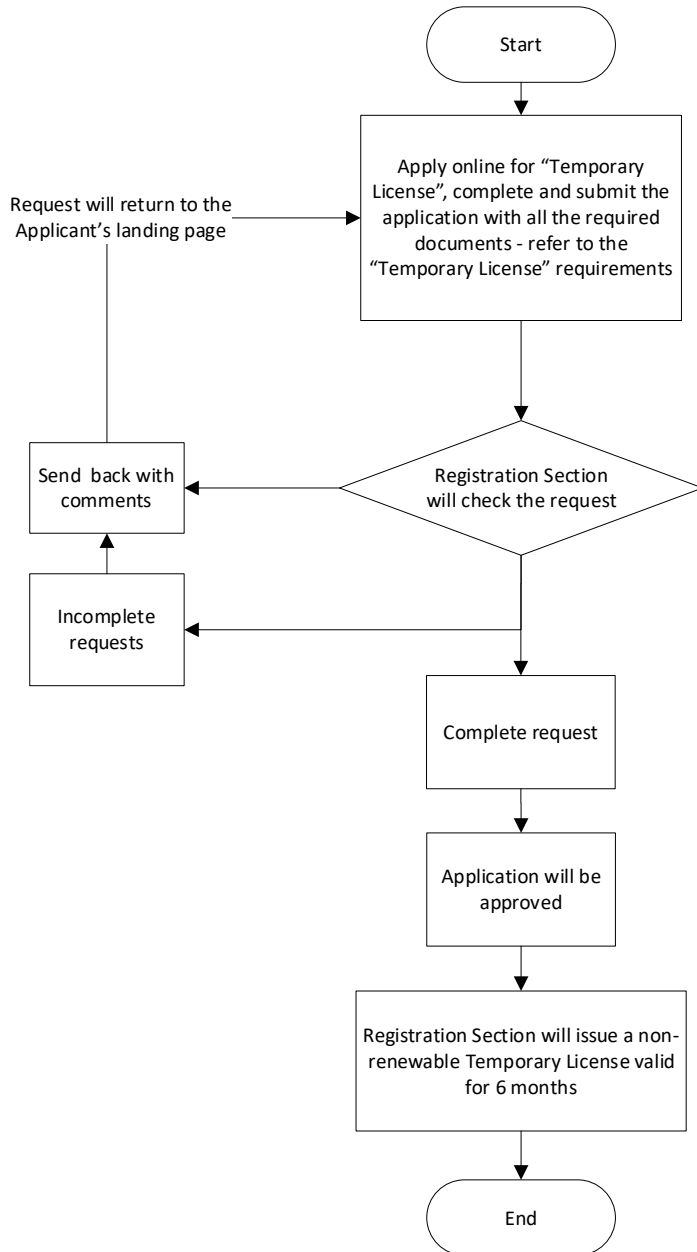 Start
Apply online for “Temporary
License”, complete and submit the
application with all the required
documents - refer to the
“Temporary License” requirements
Request will return to the
Applicant’s landing page
Send  back with
comments
Registration Section
will check the request
Incomplete
requests
Complete request
Application will be
approved
Registration Section will issue a non-
renewable Temporary License valid
for 6 months
End